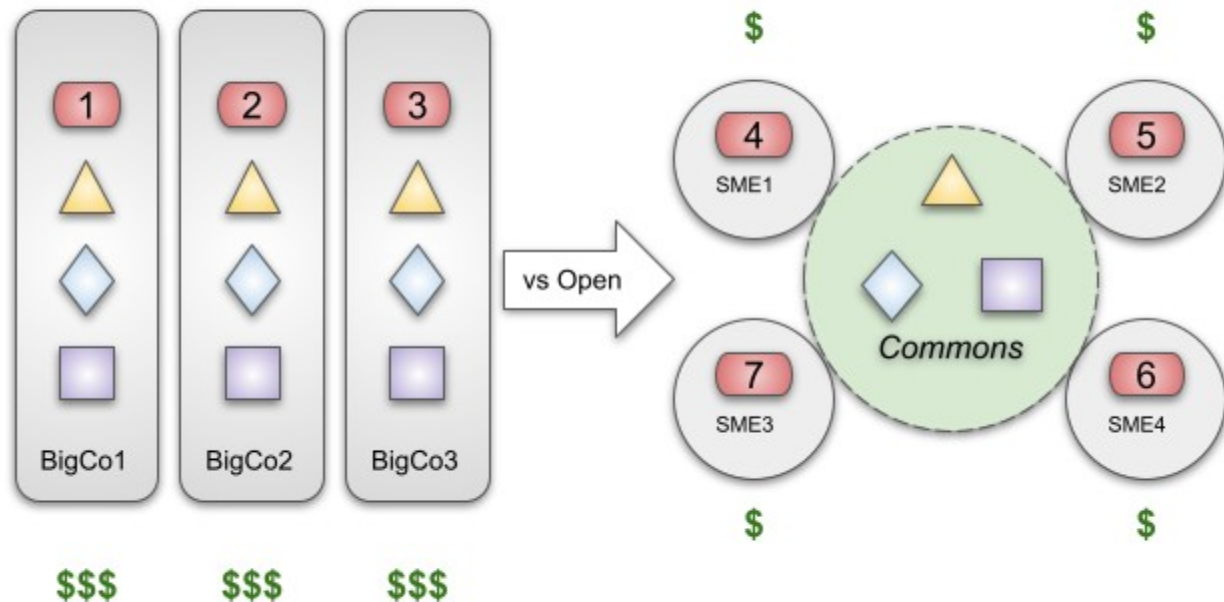 1
2
3
BigCo1
BigCo2
BigCo3
$$$
$$$
$$$
vs Open
$
$
4
SME1
5
SME2
Commons
7
SME3
6
SME4
$
$